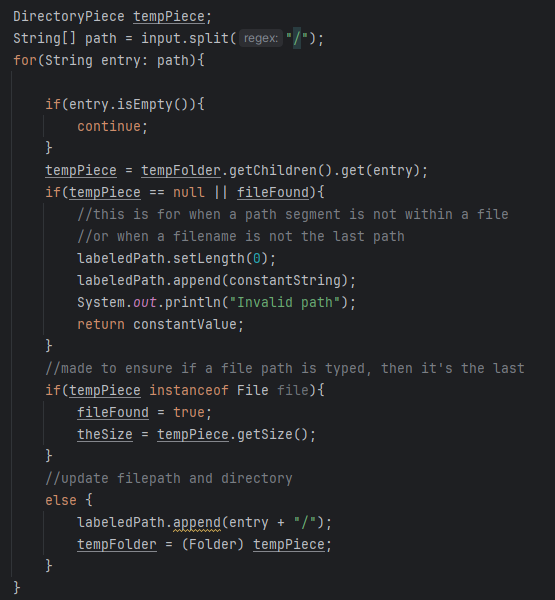 DirectoryPiece tempPiece;
String[] path = input.split( regex: "/");
for(String entry: path){
if(entry.isEmpty()){
continue;
}
tempPiece = tempFolder.getChildren().get(entry);
if(tempPiece == null || fileFound){
//this is for when a path segment is not within a file
//or when a filename is not the last path
labeledPath.setLength(0);
labeledPath.append(constantString);
System.out.println("Invalid path");
return constantValue;
}
//made to ensure if a file path is typed, then it's the last
if(tempPiece instanceof File file){
fileFound = true;
theSize = tempPiece.getSize();
}
//update filepath and directory
else {
labeledPath.append(entry + "/");
tempFolder = (Folder) tempPiece;
}
}